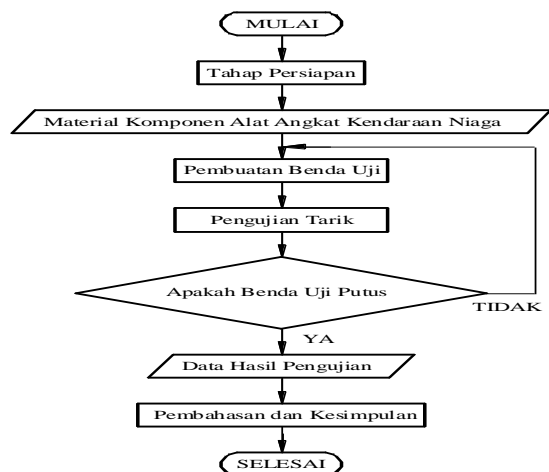 MULAI
Tahap Persiapan
Material Komponen Alat Angkat Kendaraan Niaga
Pembuatan Benda Uji
Pengujian Tarik
Apakah Benda Uji Putus
TIDAK
YA
Data Hasil Pengujian
Pembahasan dan Kesimpulan
SELESAI